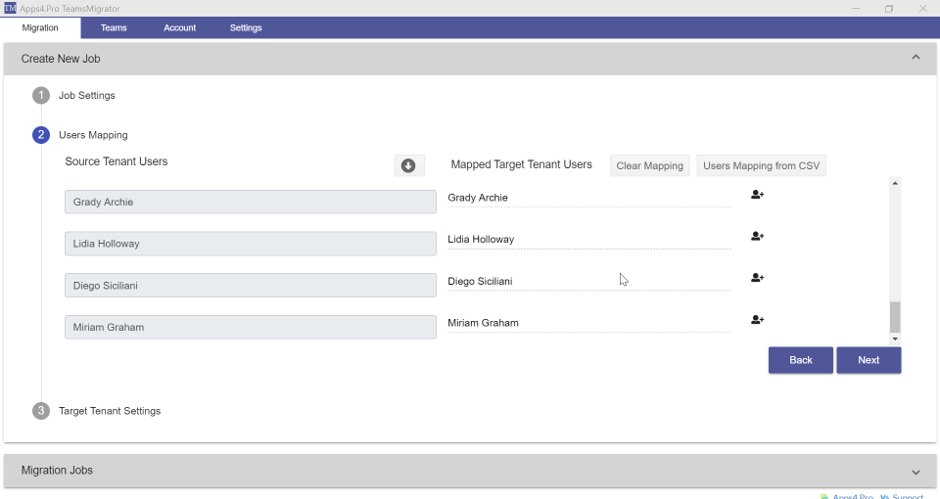 TM Apps4.Pro TeamsMigrator
Migration Teams Account Settings
Create New Job
1 Job Settings
2 Users Mapping
Source Tenant Users Mapped Target Tenant Users Clear Mapping Users Mapping from CSV
Grady Archie Grady Archie
Lidia Holloway Lidia Holloway
Diego Siciliani Diego Siciliani
Miriam Graham Miriam Graham
Back Next
3 Target Tenant Settings
Migration Jobs
Apps4.Pro Support